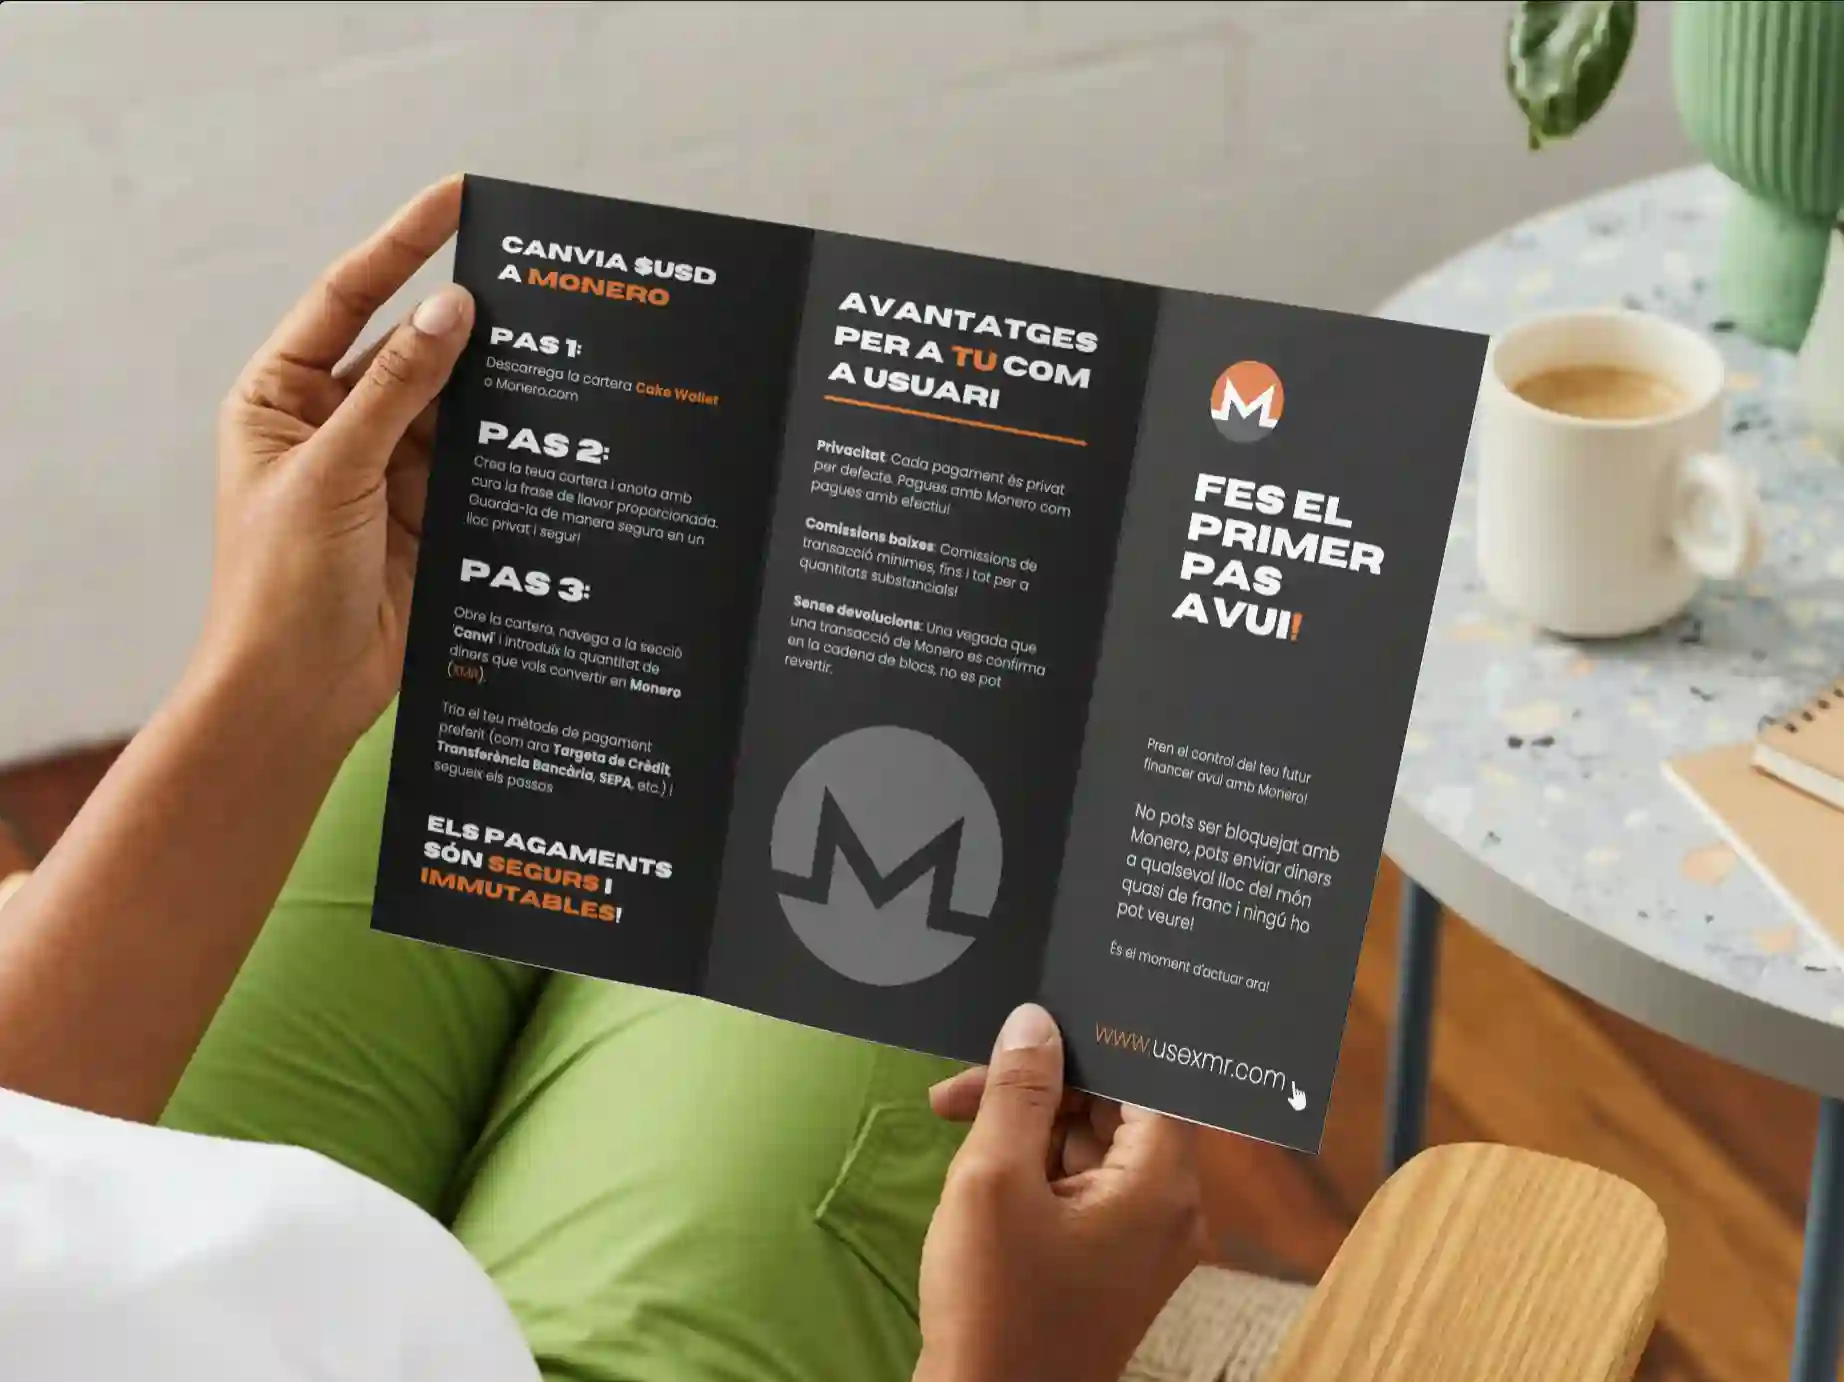 CANVIA $USD
A MONERO
PAS 1:
Descarrega la cartera Cake Wallet
o Monero.com
PAS 2:
Crea la teua cartera i anota amb
cura la frase de llavor proporcionada.
Guarda-la de manera segura en un
lloc privat i segur!
PAS 3:
Obre la cartera, navega a la secció
'Canvi' i introduïx la quantitat de
diners que vols convertir en Monero
(XMR).
Tria el teu mètode de pagament
preferit (com ara Targeta de Crèdit,
Transferència Bancària, SEPA, etc.) i
segueix els passos
ELS PAGAMENTS
SÓN SEGURS I
IMMUTABLES!
AVANTATGES
PER A TU COM
A USUARI
Privacitat: Cada pagament és privat
per defecte. Pagues amb Monero com
pagues amb efectiu!
Comissions baixes: Comissions de
transacció mínimes, fins i tot per a
quantitats substancials!
Sense devolucions: Una vegada que
una transacció de Monero es confirma
en la cadena de blocs, no es pot
revertir.
FES EL
PRIMER
PAS
AVUI!
Pren el control del teu futur
financer avui amb Monero!
No pots ser bloquejat amb
Monero, pots enviar diners
a qualsevol lloc del món
quasi de franc i ningú ho
pot veure!
És el moment d'actuar ara!
www.usexmr.com